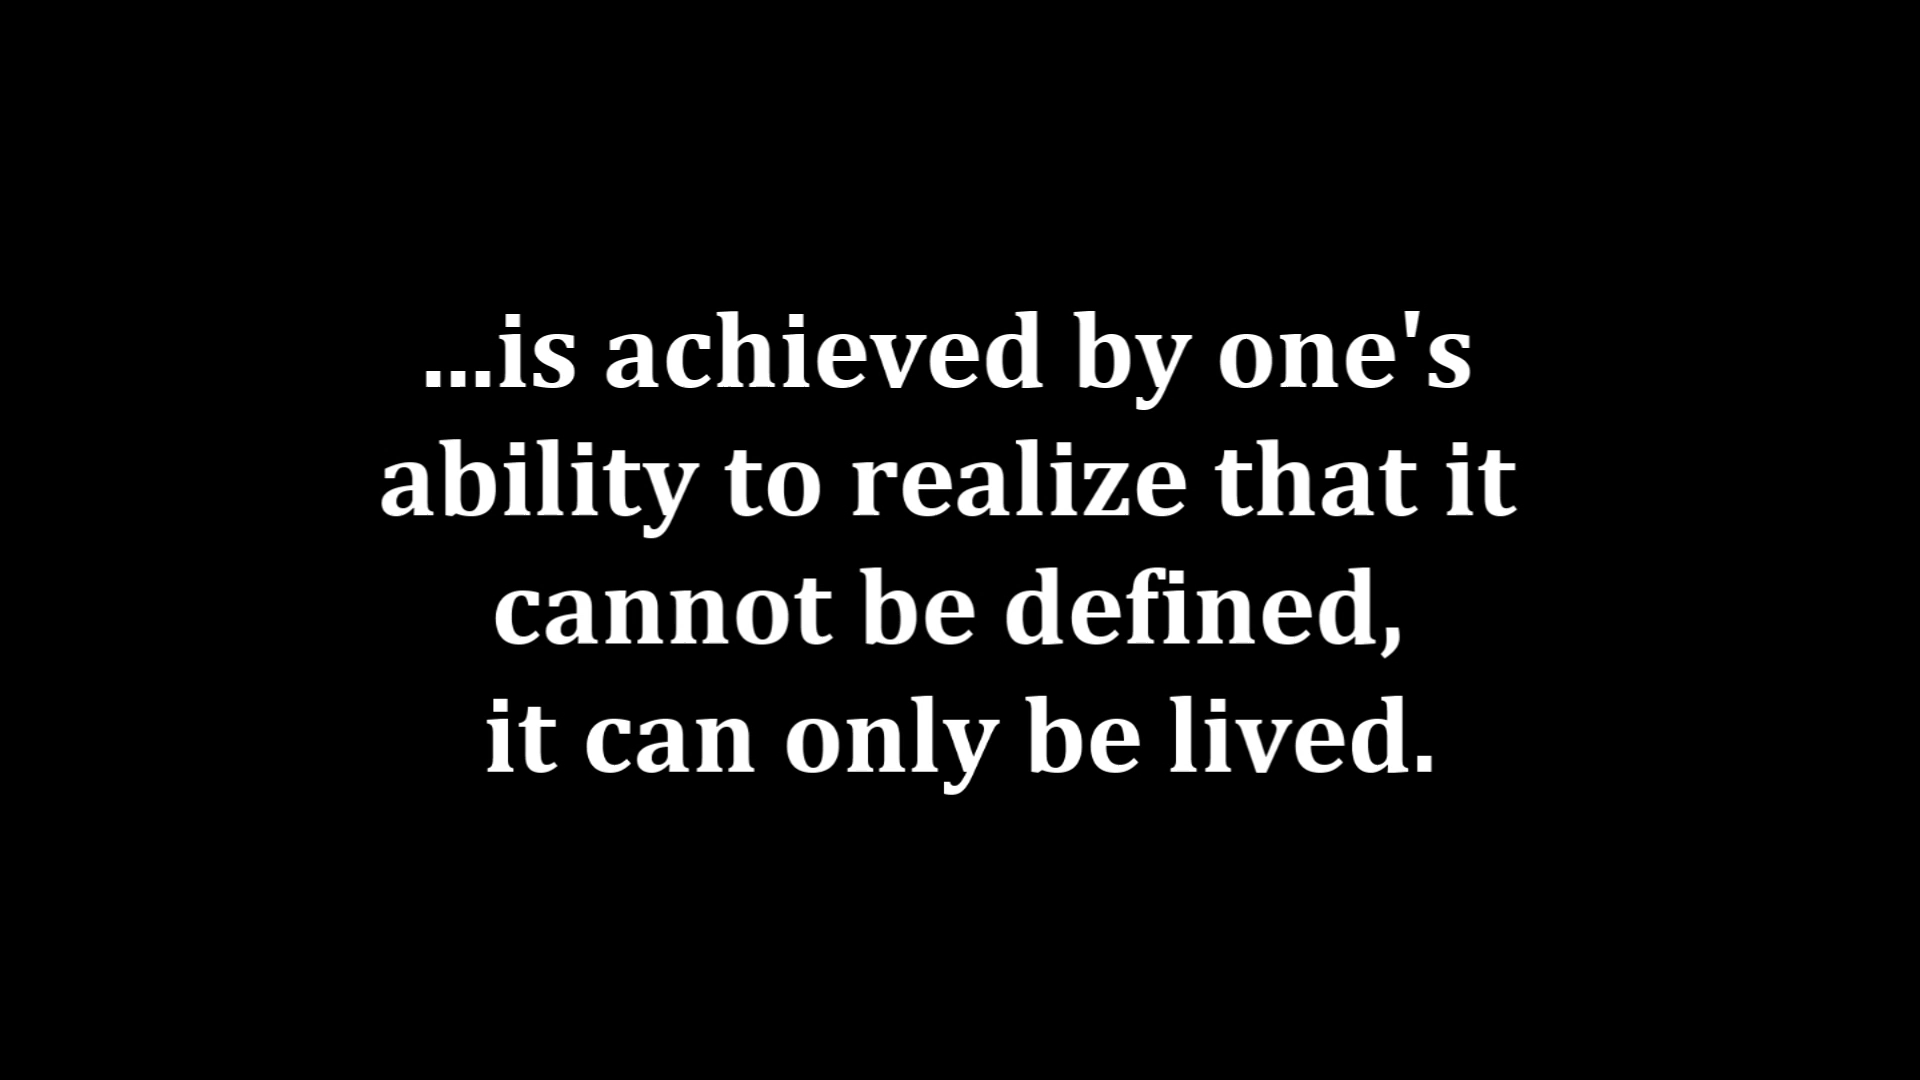 ...is achieved by one's
ability to realize that it
cannot be defined,
it can only be lived.